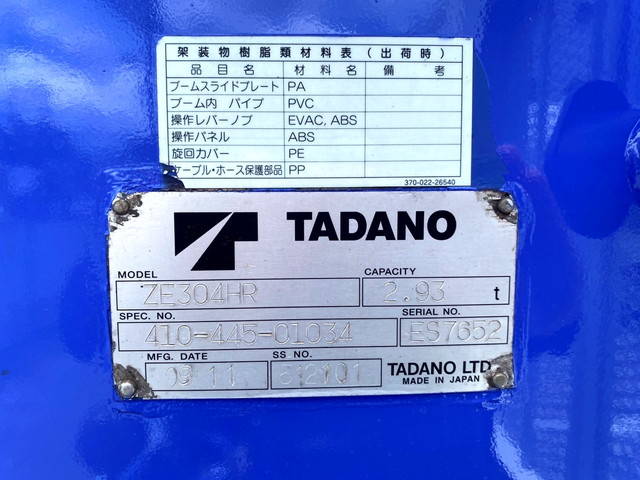 架装物樹脂類材料表(出荷時)
品目名 材料名 備考
ブームスライドプレート PA
ブーム内 パイプ PVC
操作レバーノブ EVAC, ABS
操作パネル ABS
旋回カバー PE
ケーブル・ホース保護部品 PP
370-022-26540
TADANO
MODEL CAPACITY
ZE304HR 2.93 t
SPEC. NO. SERIAL NO.
410-445-01034 ES7652
MFG. DATE SS NO.
09 11
TADANO LTD.
MADE IN JAPAN